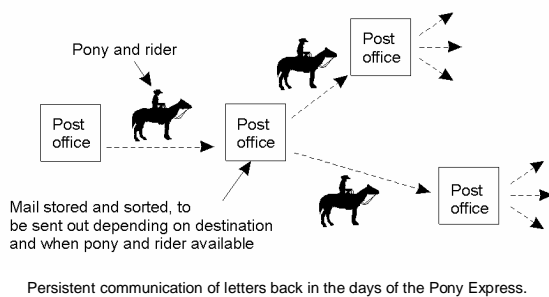 Pony and rider
Post
office
Post
office
Post
office
Post
office
Mail stored and sorted, to
be sent out depending on destination
and when pony and rider available
Persistent communication of letters back in the days of the Pony Express.